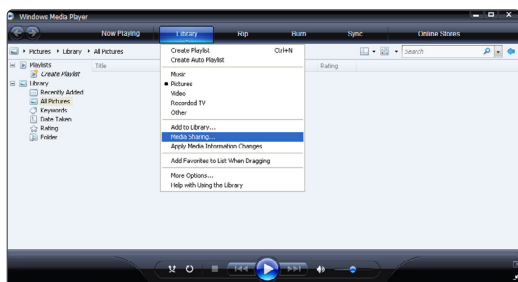 Windows Media Player
Now Playing
Library
Rip
Burn
Sync
Online Stores
Pictures
Library
All Pictures
Search
Playlists
Create Playlist
Library
Recently Added
All Pictures
Keywords
Date Taken
Rating
Folder
Title
Rating
Create Playlist Ctrl+N
Create Auto Playlist
Music
Pictures
Video
Recorded TV
Other
Add to Library...
Media Sharing...
Apply Media Information Changes
Add Favorites to List When Dragging
More Options...
Help with Using the Library